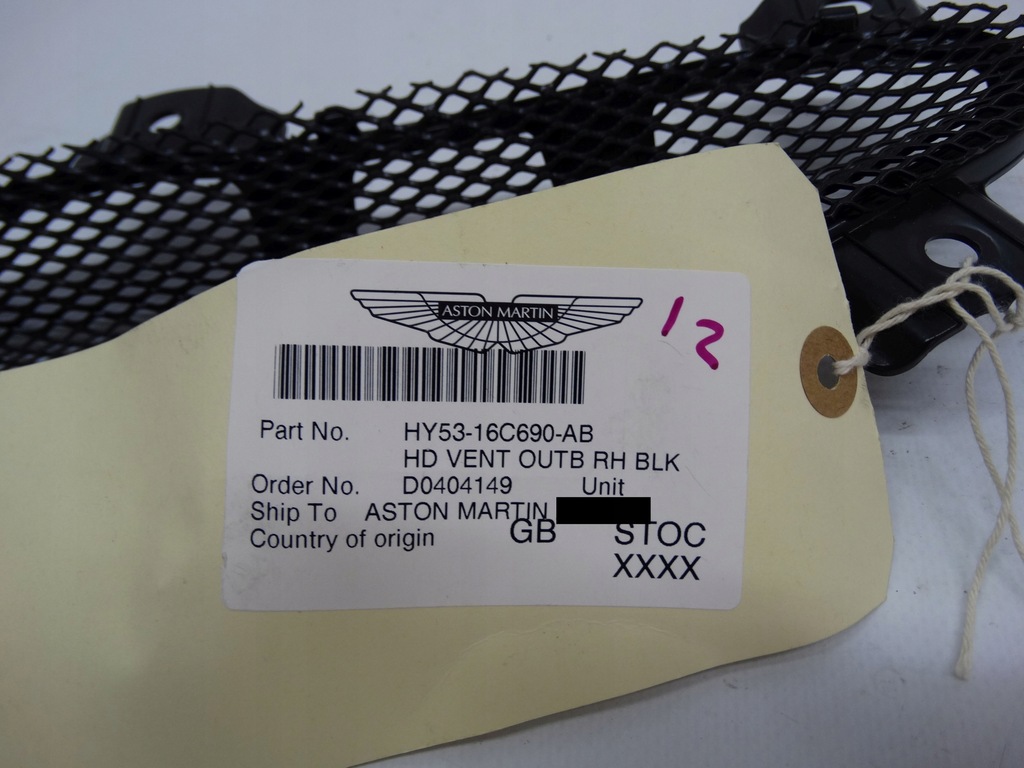 ASTON MARTIN
12
Part No. HY53-16C690-AB
HD VENT OUTB RH BLK
Order No. D0404149 Unit
Ship To ASTON MARTIN
Country of origin GB STOC
XXXX